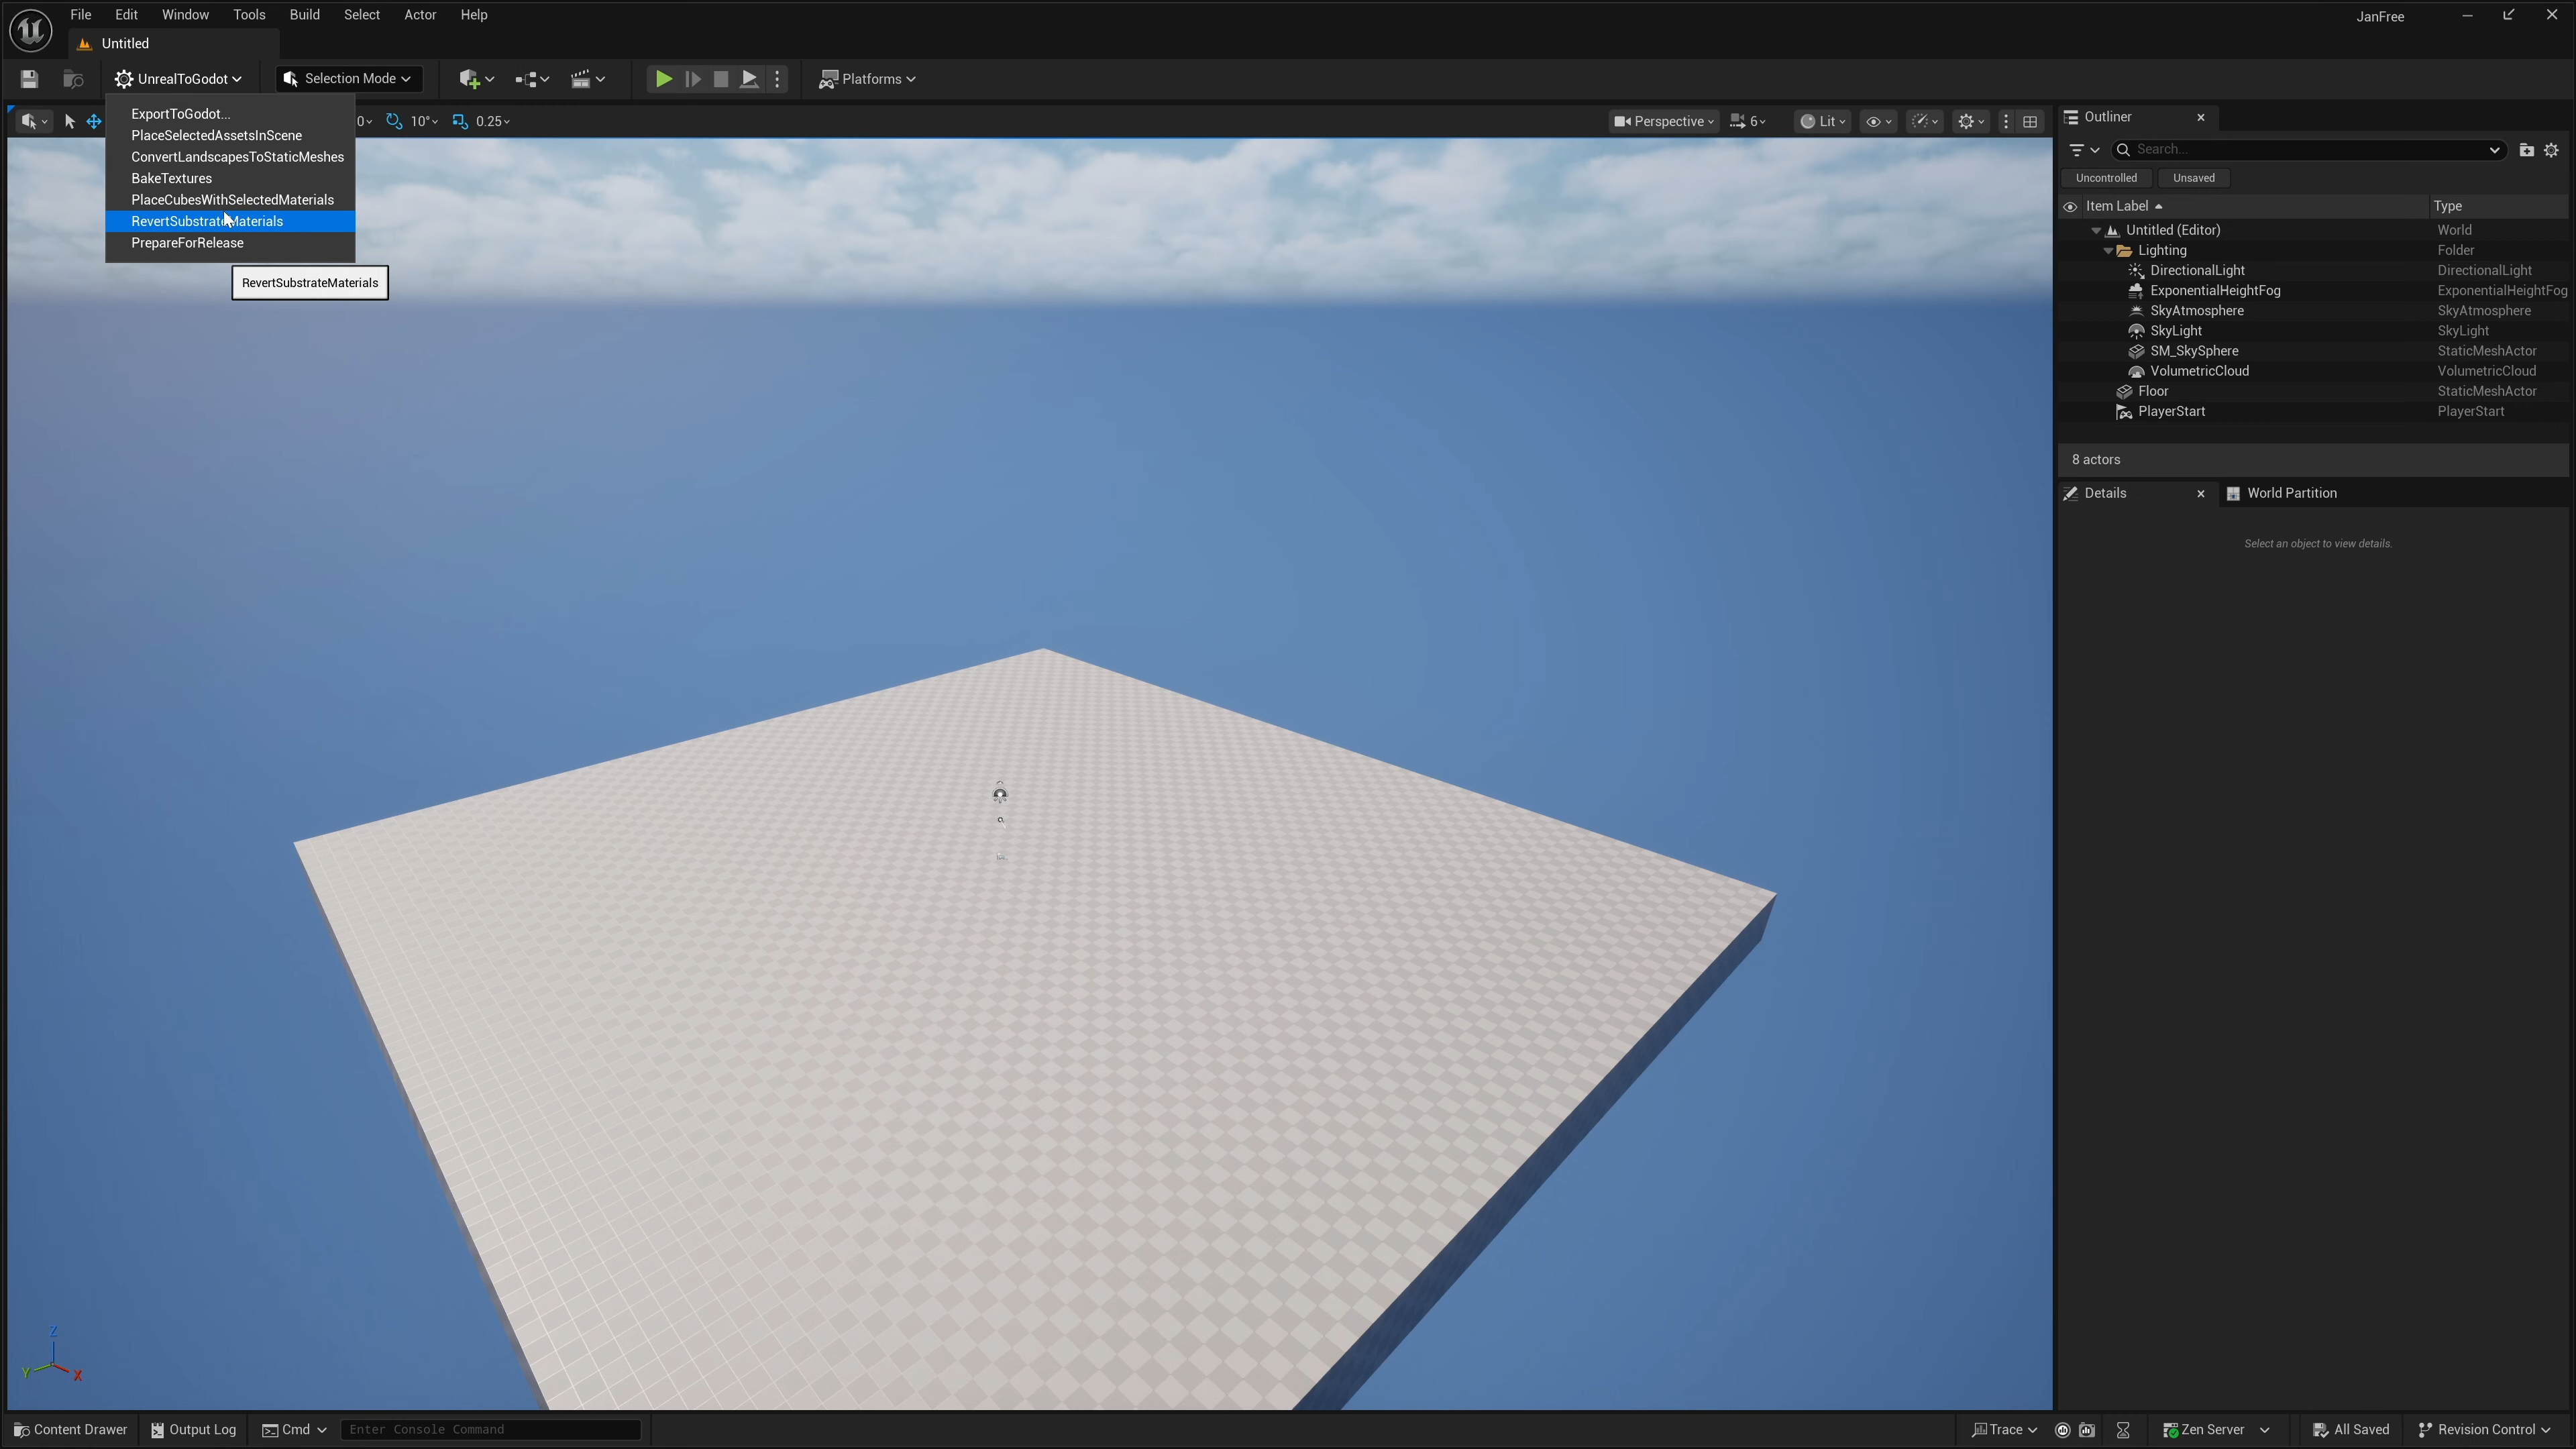 File Edit Window Tools Build Select Actor Help
JanFree
Untitled
UnrealToGodot
Selection Mode
Platforms
ExportToGodot...
PlaceSelectedAssetsInScene
ConvertLandscapesToStaticMeshes
BakeTextures
PlaceCubesWithSelectedMaterials
RevertSubstrateMaterials
PrepareForRelease
RevertSubstrateMaterials
0 10° 0.25
Perspective 6 Lit
Outliner
Search...
Uncontrolled Unsaved
Item Label Type
Untitled (Editor) World
Lighting Folder
DirectionalLight DirectionalLight
ExponentialHeightFog ExponentialHeightFog
SkyAtmosphere SkyAtmosphere
SkyLight SkyLight
SM_SkySphere StaticMeshActor
VolumetricCloud VolumetricCloud
Floor StaticMeshActor
PlayerStart PlayerStart
8 actors
Details World Partition
Select an object to view details.
Z
Y X
Content Drawer Output Log Cmd Enter Console Command Trace Zen Server All Saved Revision Control